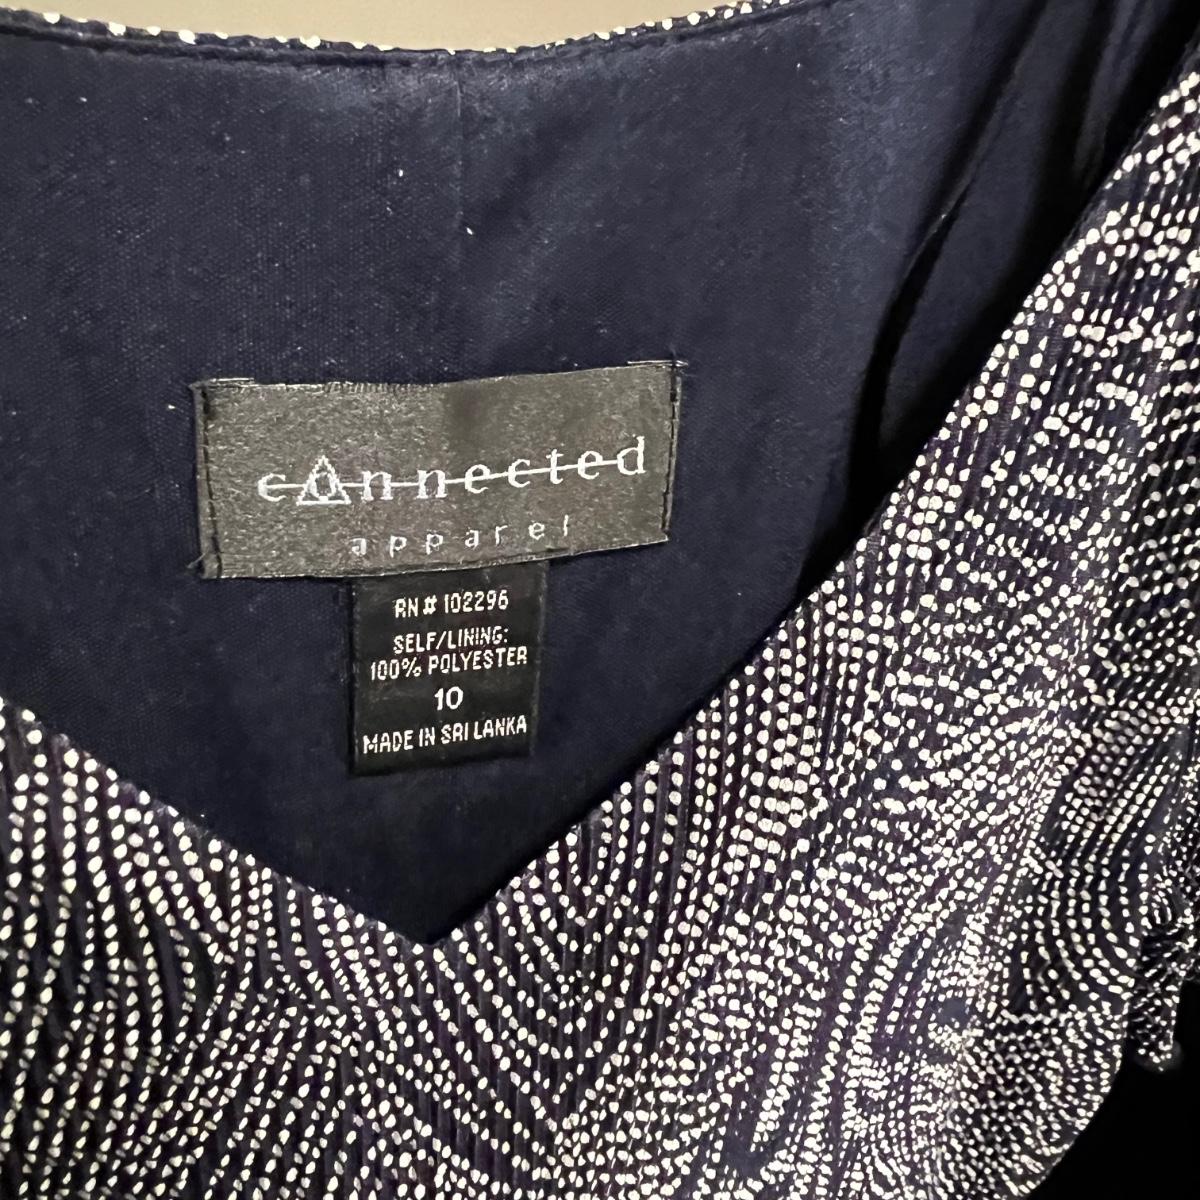 connected
apparel
RN# 102296
SELF/LINING:
100% POLYESTER
10
MADE IN SRI LANKA